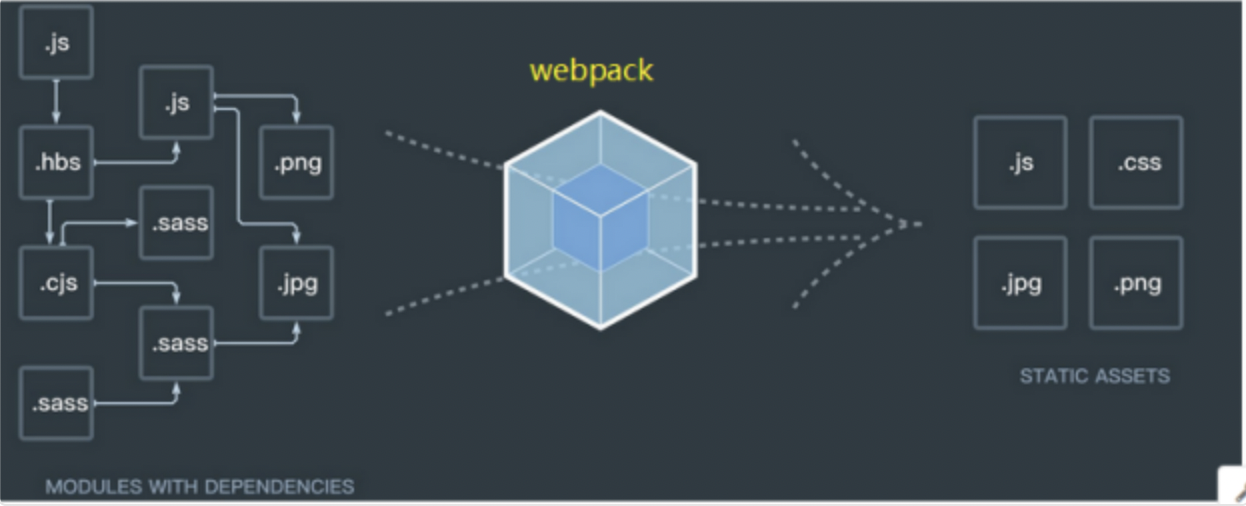 .js
.js
webpack
.hbs
.png
.js
.css
.sass
.cjs
.jpg
.jpg
.png
.sass
STATIC ASSETS
.sass
MODULES WITH DEPENDENCIES